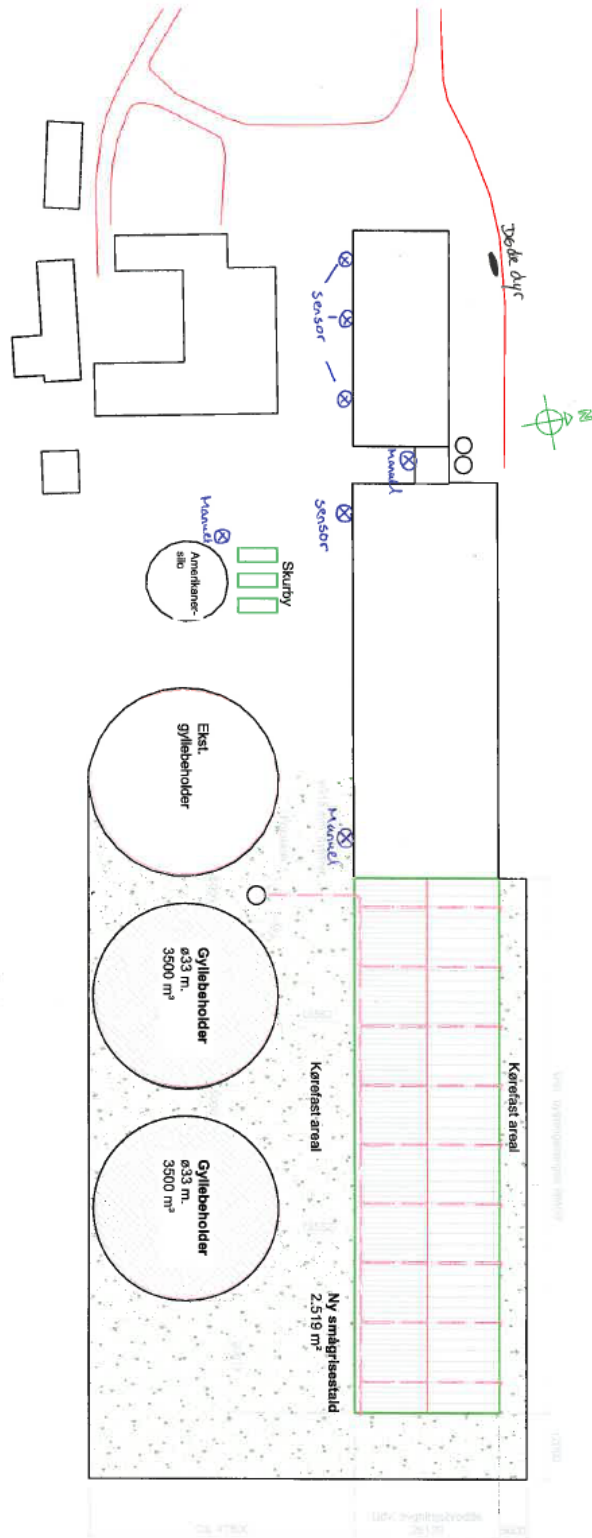 Døde dyr
N
sensor
Manuel
sensor
Manuel
Skurby
Amerikaner-
silo
Ekst.
gyllebeholder
Manuel
Gyllebeholder
ø33 m.
3500 m³
Kørefast areal
Kørefast areal
Gyllebeholder
ø33 m.
3500 m³
Ny smågrisestald
2.519 m²